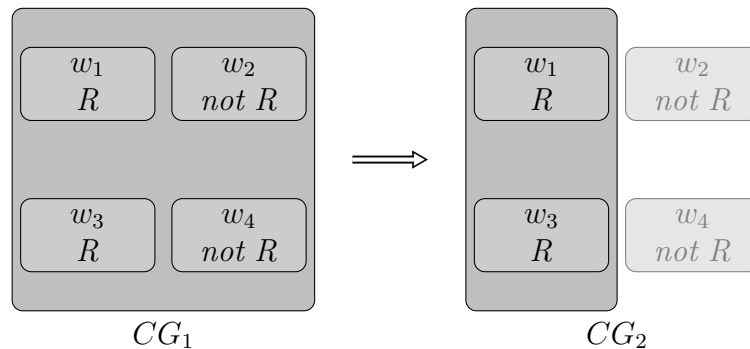 w₁ w₂ w₁ w₂
R not R R not R
w₃ w₄ w₃ w₄
R not R R not R
CG₁ CG₂